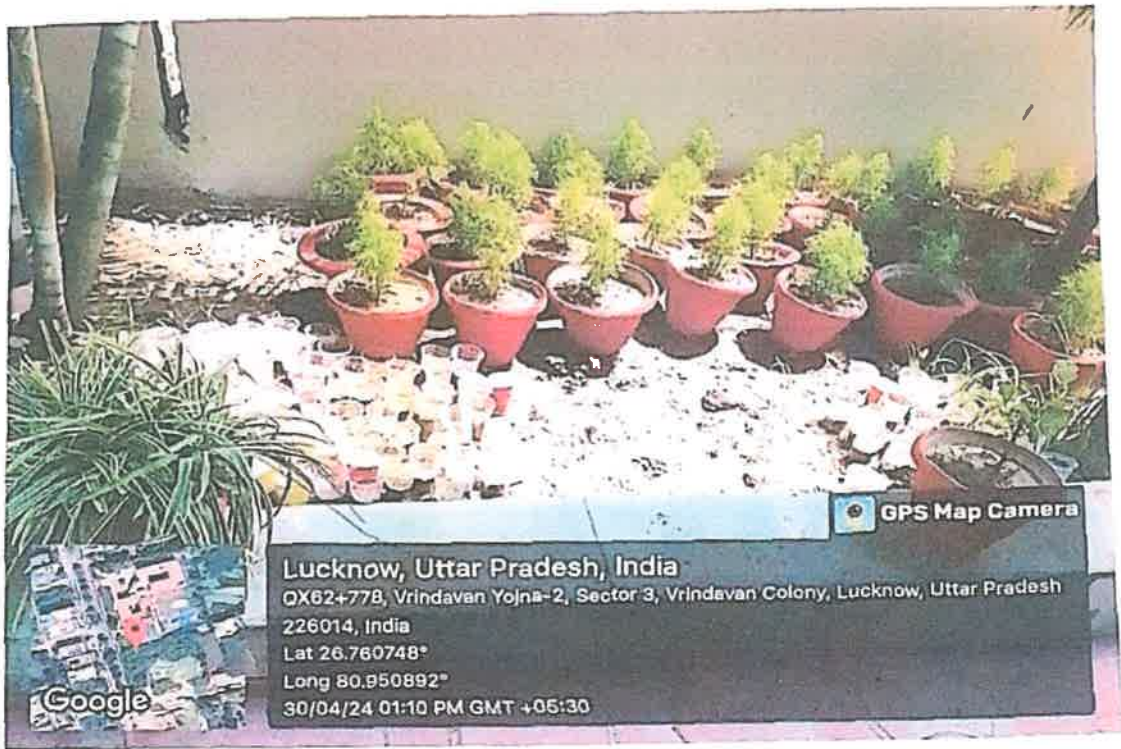 GPS Map Camera
Lucknow, Uttar Pradesh, India
QX62+778, Vrindavan Yojna-2, Sector 3, Vrindavan Colony, Lucknow, Uttar Pradesh
226014, India
Lat 26.760748°
Long 80.950892°
30/04/24 01:10 PM GMT +05:30
Google